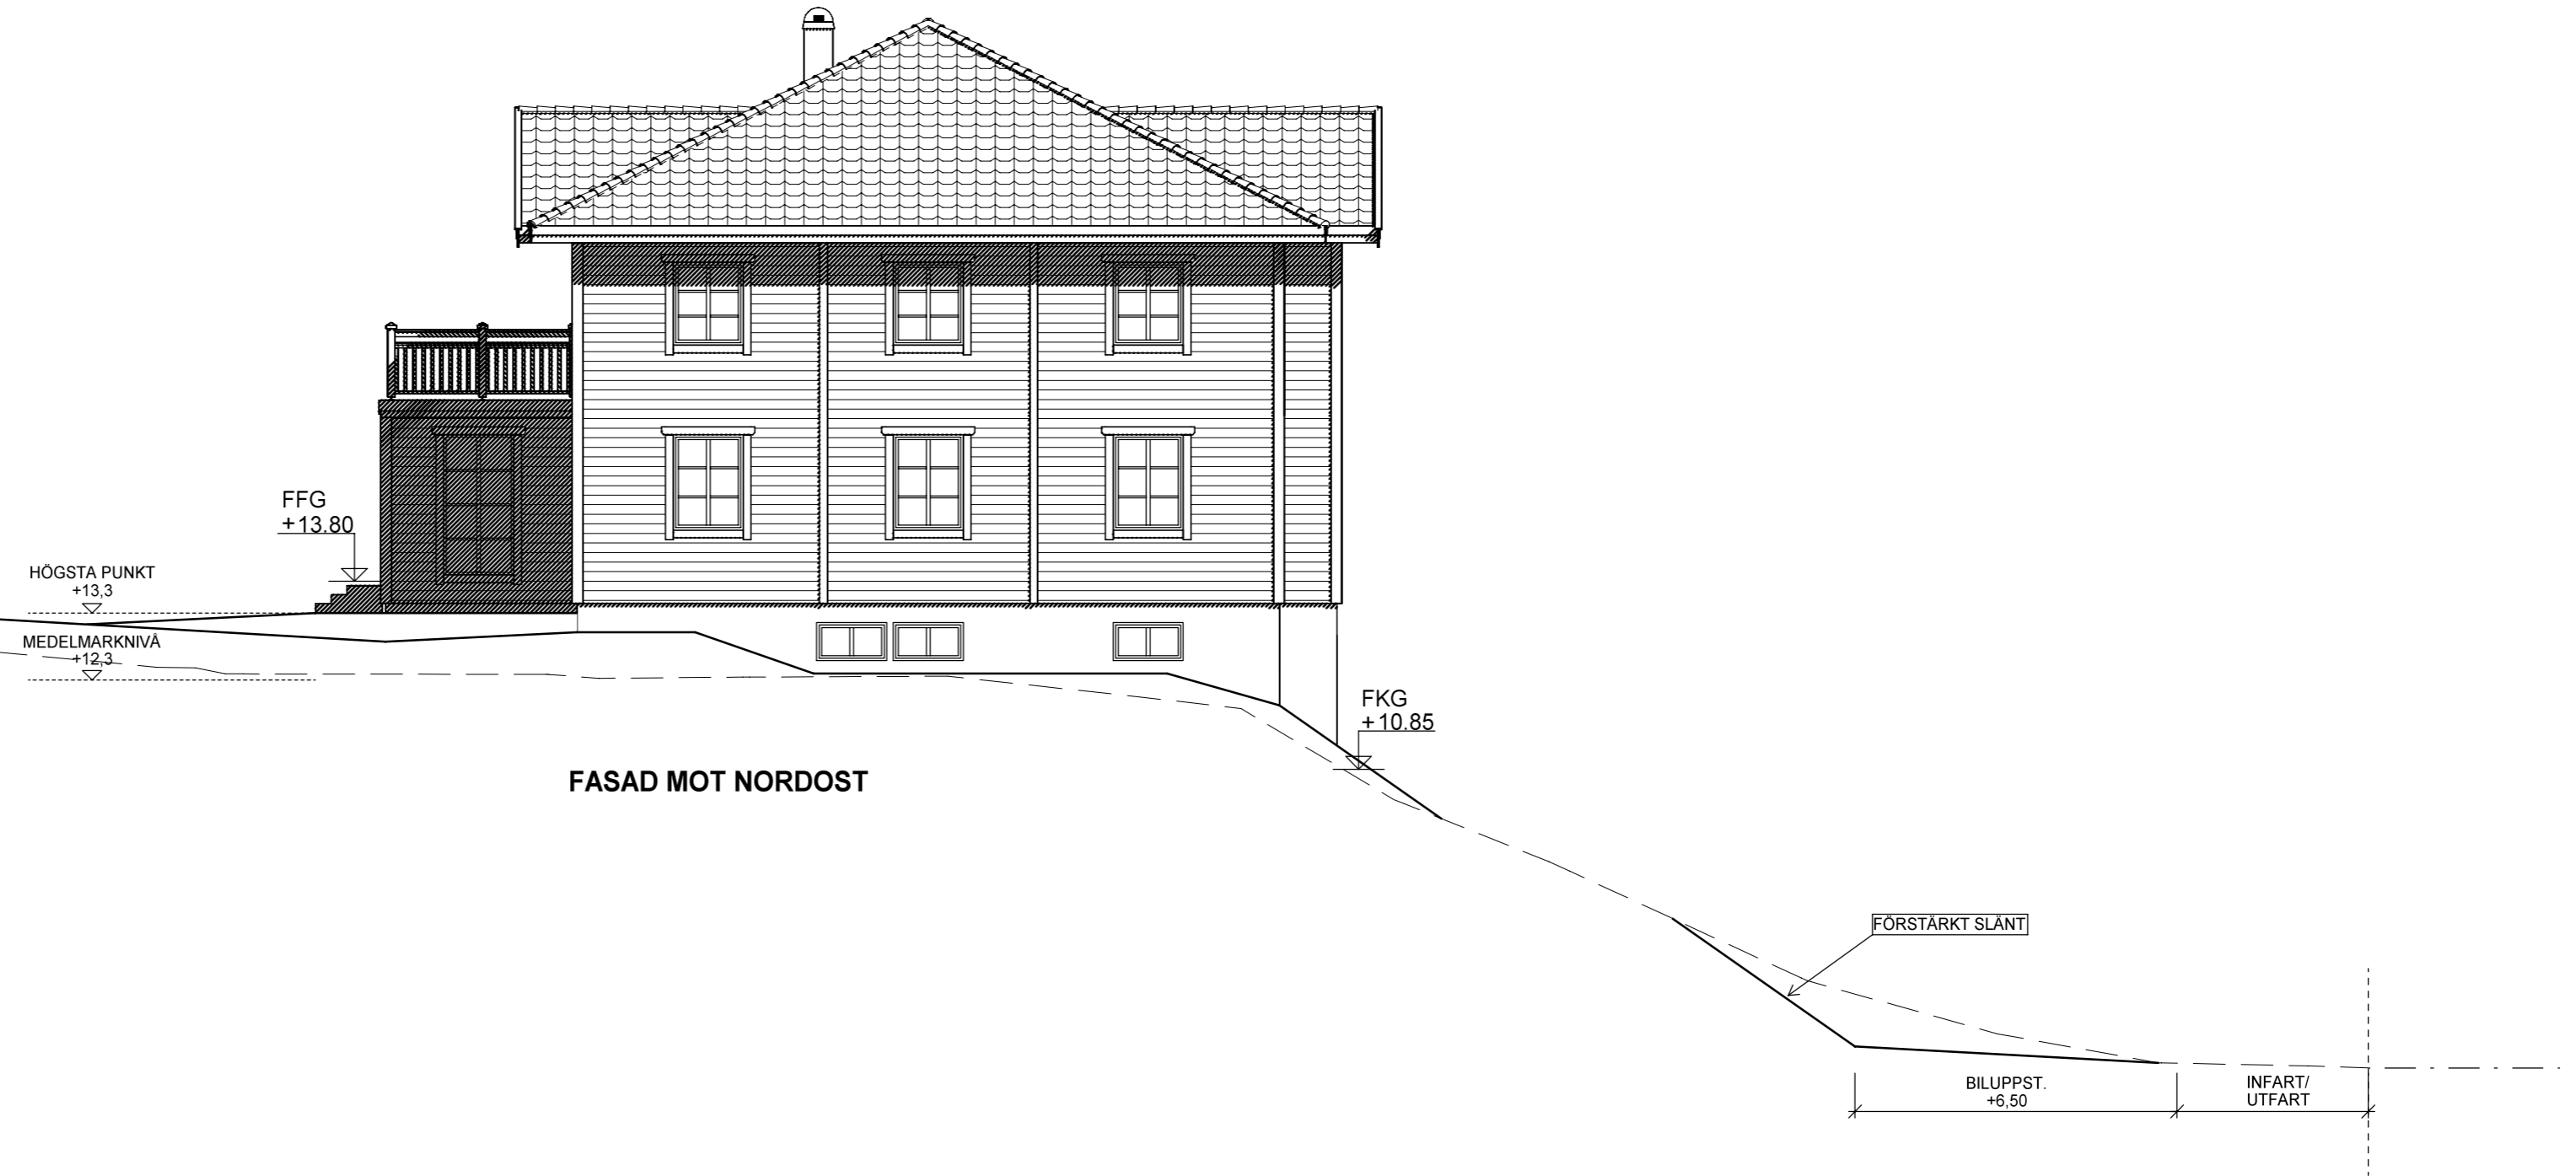 FFG
+13.80
HÖGSTA PUNKT
+13,3
MEDELMARKNIVÅ
+12,3
FKG
+10.85
FASAD MOT NORDOST
FÖRSTÄRKT SLÄNT
BILUPPST.
+6,50
INFART/
UTFART